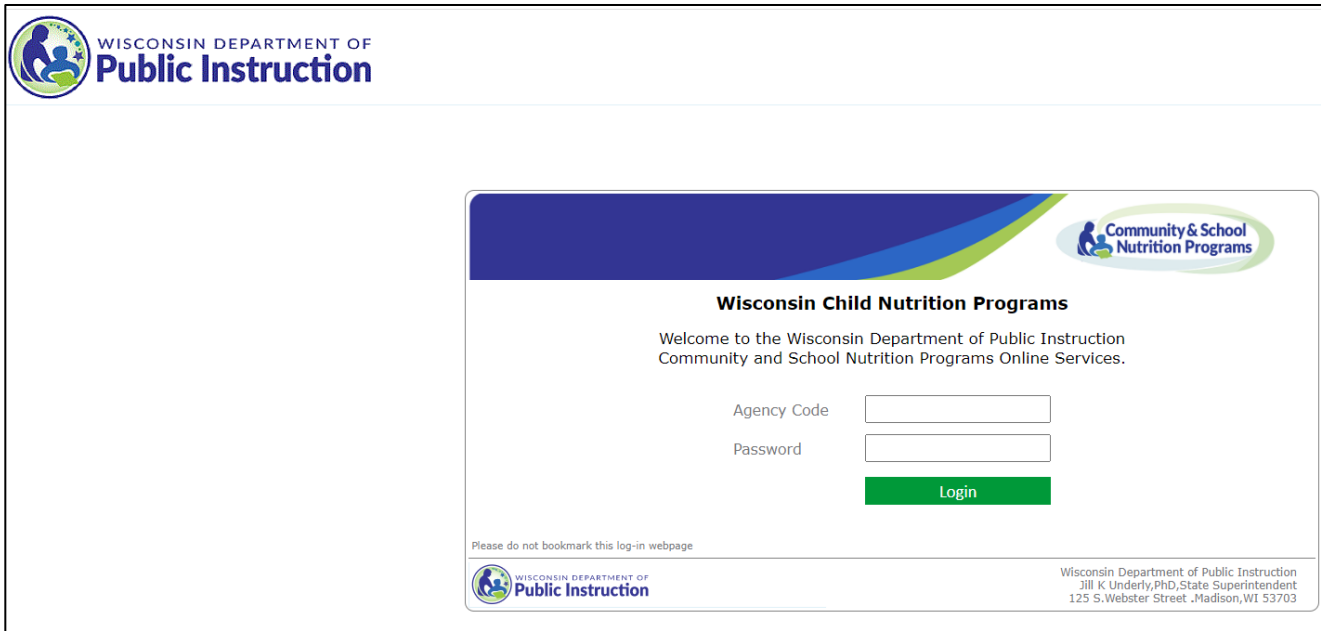 WISCONSIN DEPARTMENT OF
Public Instruction
Community & School
Nutrition Programs
Wisconsin Child Nutrition Programs
Welcome to the Wisconsin Department of Public Instruction
Community and School Nutrition Programs Online Services.
Agency Code
Password
Login
Please do not bookmark this log-in webpage
WISCONSIN DEPARTMENT OF
Public Instruction
Wisconsin Department of Public Instruction
Jill K Underly,PhD,State Superintendent
125 S.Webster Street .Madison,WI 53703